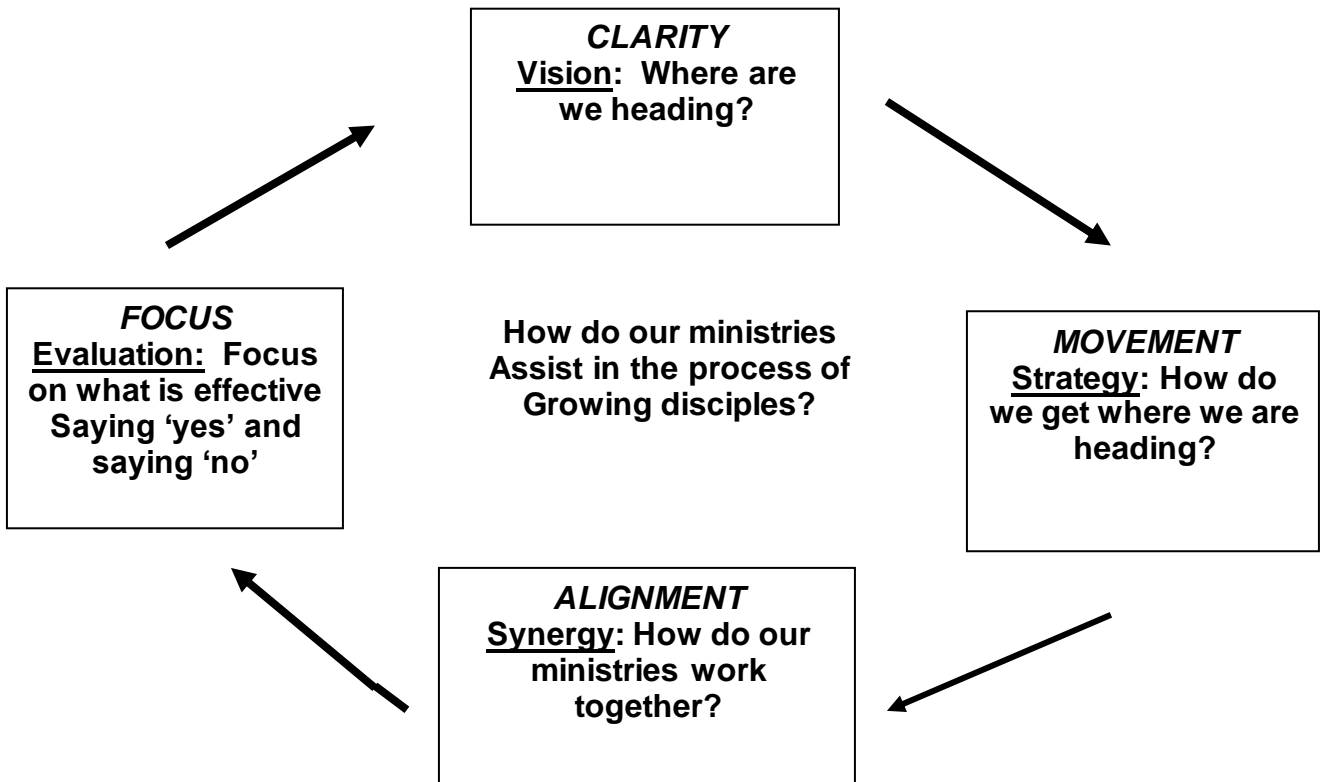 CLARITY
Vision: Where are
we heading?
FOCUS
Evaluation: Focus
on what is effective
Saying ‘yes’ and
saying ‘no’
How do our ministries
Assist in the process of
Growing disciples?
MOVEMENT
Strategy: How do
we get where we are
heading?
ALIGNMENT
Synergy: How do our
ministries work
together?